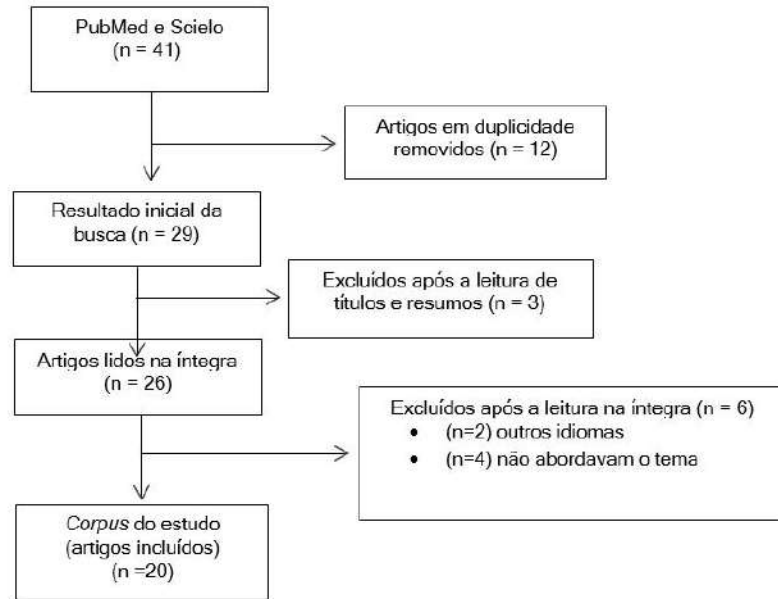 PubMed e Scielo
(n = 41)
Artigos em duplicidade
removidos (n = 12)
Resultado inicial da
busca (n = 29)
Excluídos após a leitura de
títulos e resumos (n = 3)
Artigos lidos na íntegra
(n = 26)
Excluídos após a leitura na íntegra (n = 6)
• (n=2) outros idiomas
• (n=4) não abordavam o tema
Corpus do estudo
(artigos incluídos)
(n =20)